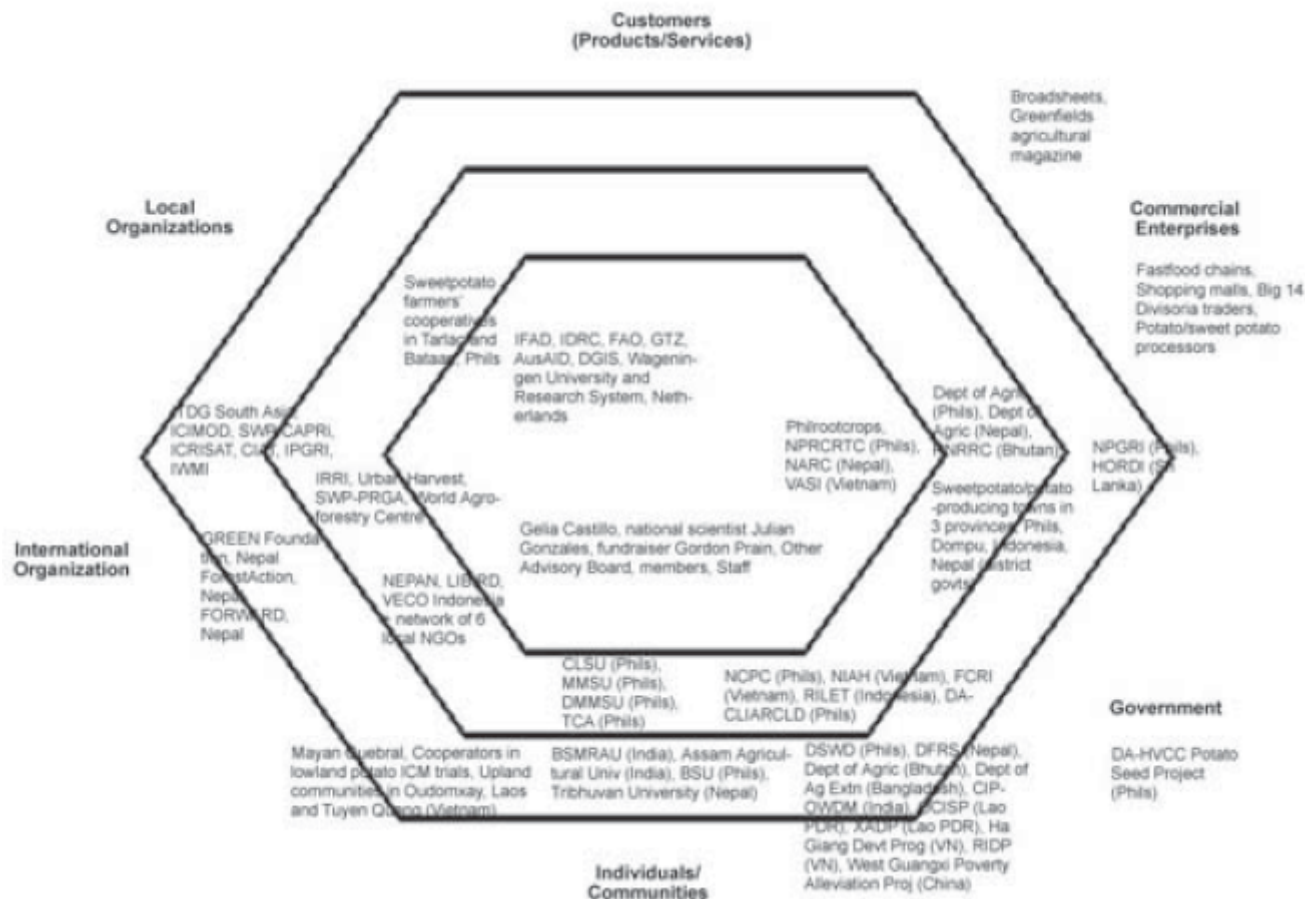 Customers
(Products/Services)
Broadsheets,
Greenfields
agricultural
magazine
Local
Organizations
Commercial
Enterprises
Fastfood chains,
Shopping malls, Big 14
Divisoria traders,
Potato/sweet potato
processors
Sweetpotato
farmers'
cooperatives
in Tarlac and
Bataan, Phils
IFAD, IDRC, FAO, GTZ,
AusAID, DGIS, Wagenin-
gen University and
Research System, Neth-
erlands
Dept of Agric
(Phils), Dept of
Agric (Nepal),
RNRRC (Bhutan)
ITDG South Asia,
ICIMOD, SWP-CAPRI,
ICRISAT, CIAT, IPGRI,
IWMI
Philrootcrops,
NPRCRTC (Phils),
NARC (Nepal),
VASI (Vietnam)
NPGRI (Phils),
HORDI (Sri
Lanka)
IRRI, Urban Harvest,
SWP-PRGA, World Agro-
forestry Centre
Sweetpotato/potato
-producing towns in
3 provinces, Phils,
Dompu, Indonesia,
Nepal (district
govts)
International
Organization
GREEN Founda-
tion, Nepal
ForestAction,
Nepal
FORWARD,
Nepal
Gelia Castillo, national scientist Julian
Gonzales, fundraiser Gordon Prain, Other
Advisory Board, members, Staff
NEPAN, LIBIRD,
VECO Indonesia
+ network of 6
local NGOs
CLSU (Phils),
MMSU (Phils),
DMMSU (Phils),
TCA (Phils)
NCPC (Phils), NIAH (Vietnam), FCRI
(Vietnam), RILET (Indonesia), DA-
CLIARCLD (Phils)
Government
DA-HVCC Potato
Seed Project
(Phils)
Mayan Quebral, Cooperators in
lowland potato ICM trials, Upland
communities in Oudomxay, Laos
and Tuyen Quang (Vietnam)
BSMRAU (India), Assam Agricul-
tural Univ (India), BSU (Phils),
Tribhuvan University (Nepal)
DSWD (Phils), DFRS (Nepal),
Dept of Agric (Bhutan), Dept of
Ag Extn (Bangladesh), CIP-
OWDM (India), (Lao
PDR), XADP (Lao PDR), Ha
Giang Devt Prog (VN), RIDP
(VN), West Guangxi Poverty
Alleviation Proj (China)
Individuals/
Communities